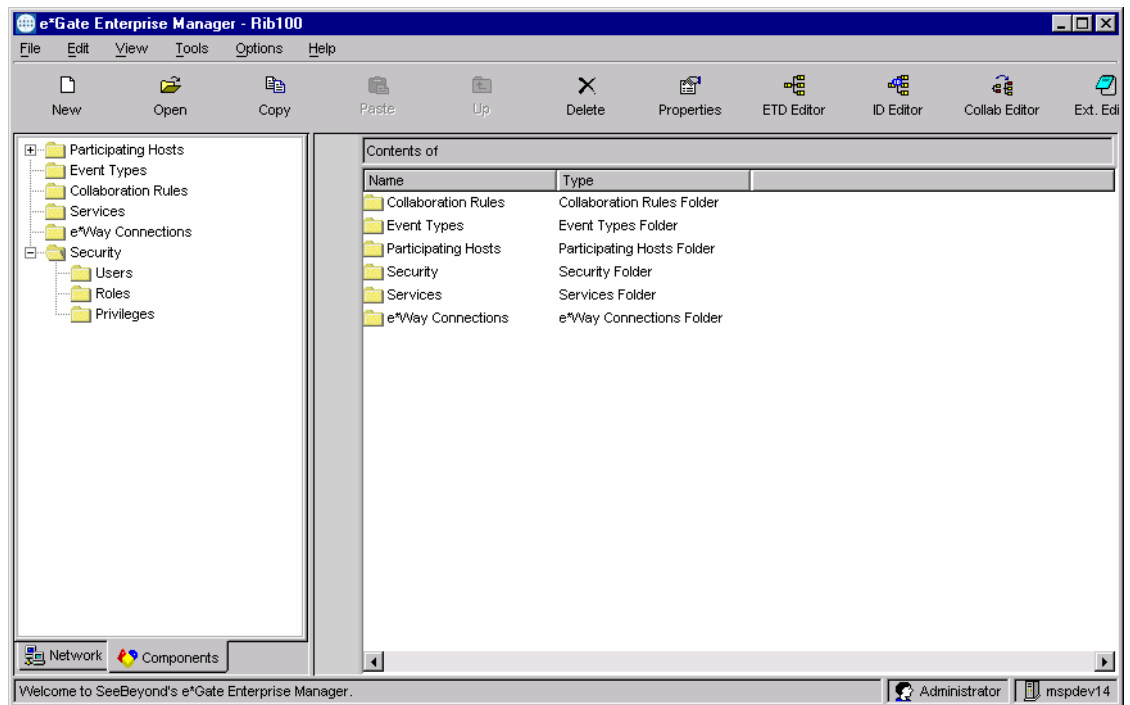 e*Gate Enterprise Manager - Rib100
File Edit View Tools Options Help
New Open Copy Paste Up Delete Properties ETD Editor ID Editor Collab Editor Ext. Edi
Participating Hosts
Event Types
Collaboration Rules
Services
e*Way Connections
Security
Users
Roles
Privileges
Contents of
Name Type
Collaboration Rules Collaboration Rules Folder
Event Types Event Types Folder
Participating Hosts Participating Hosts Folder
Security Security Folder
Services Services Folder
e*Way Connections e*Way Connections Folder
Network Components
Welcome to SeeBeyond's e*Gate Enterprise Manager. Administrator mspdev14